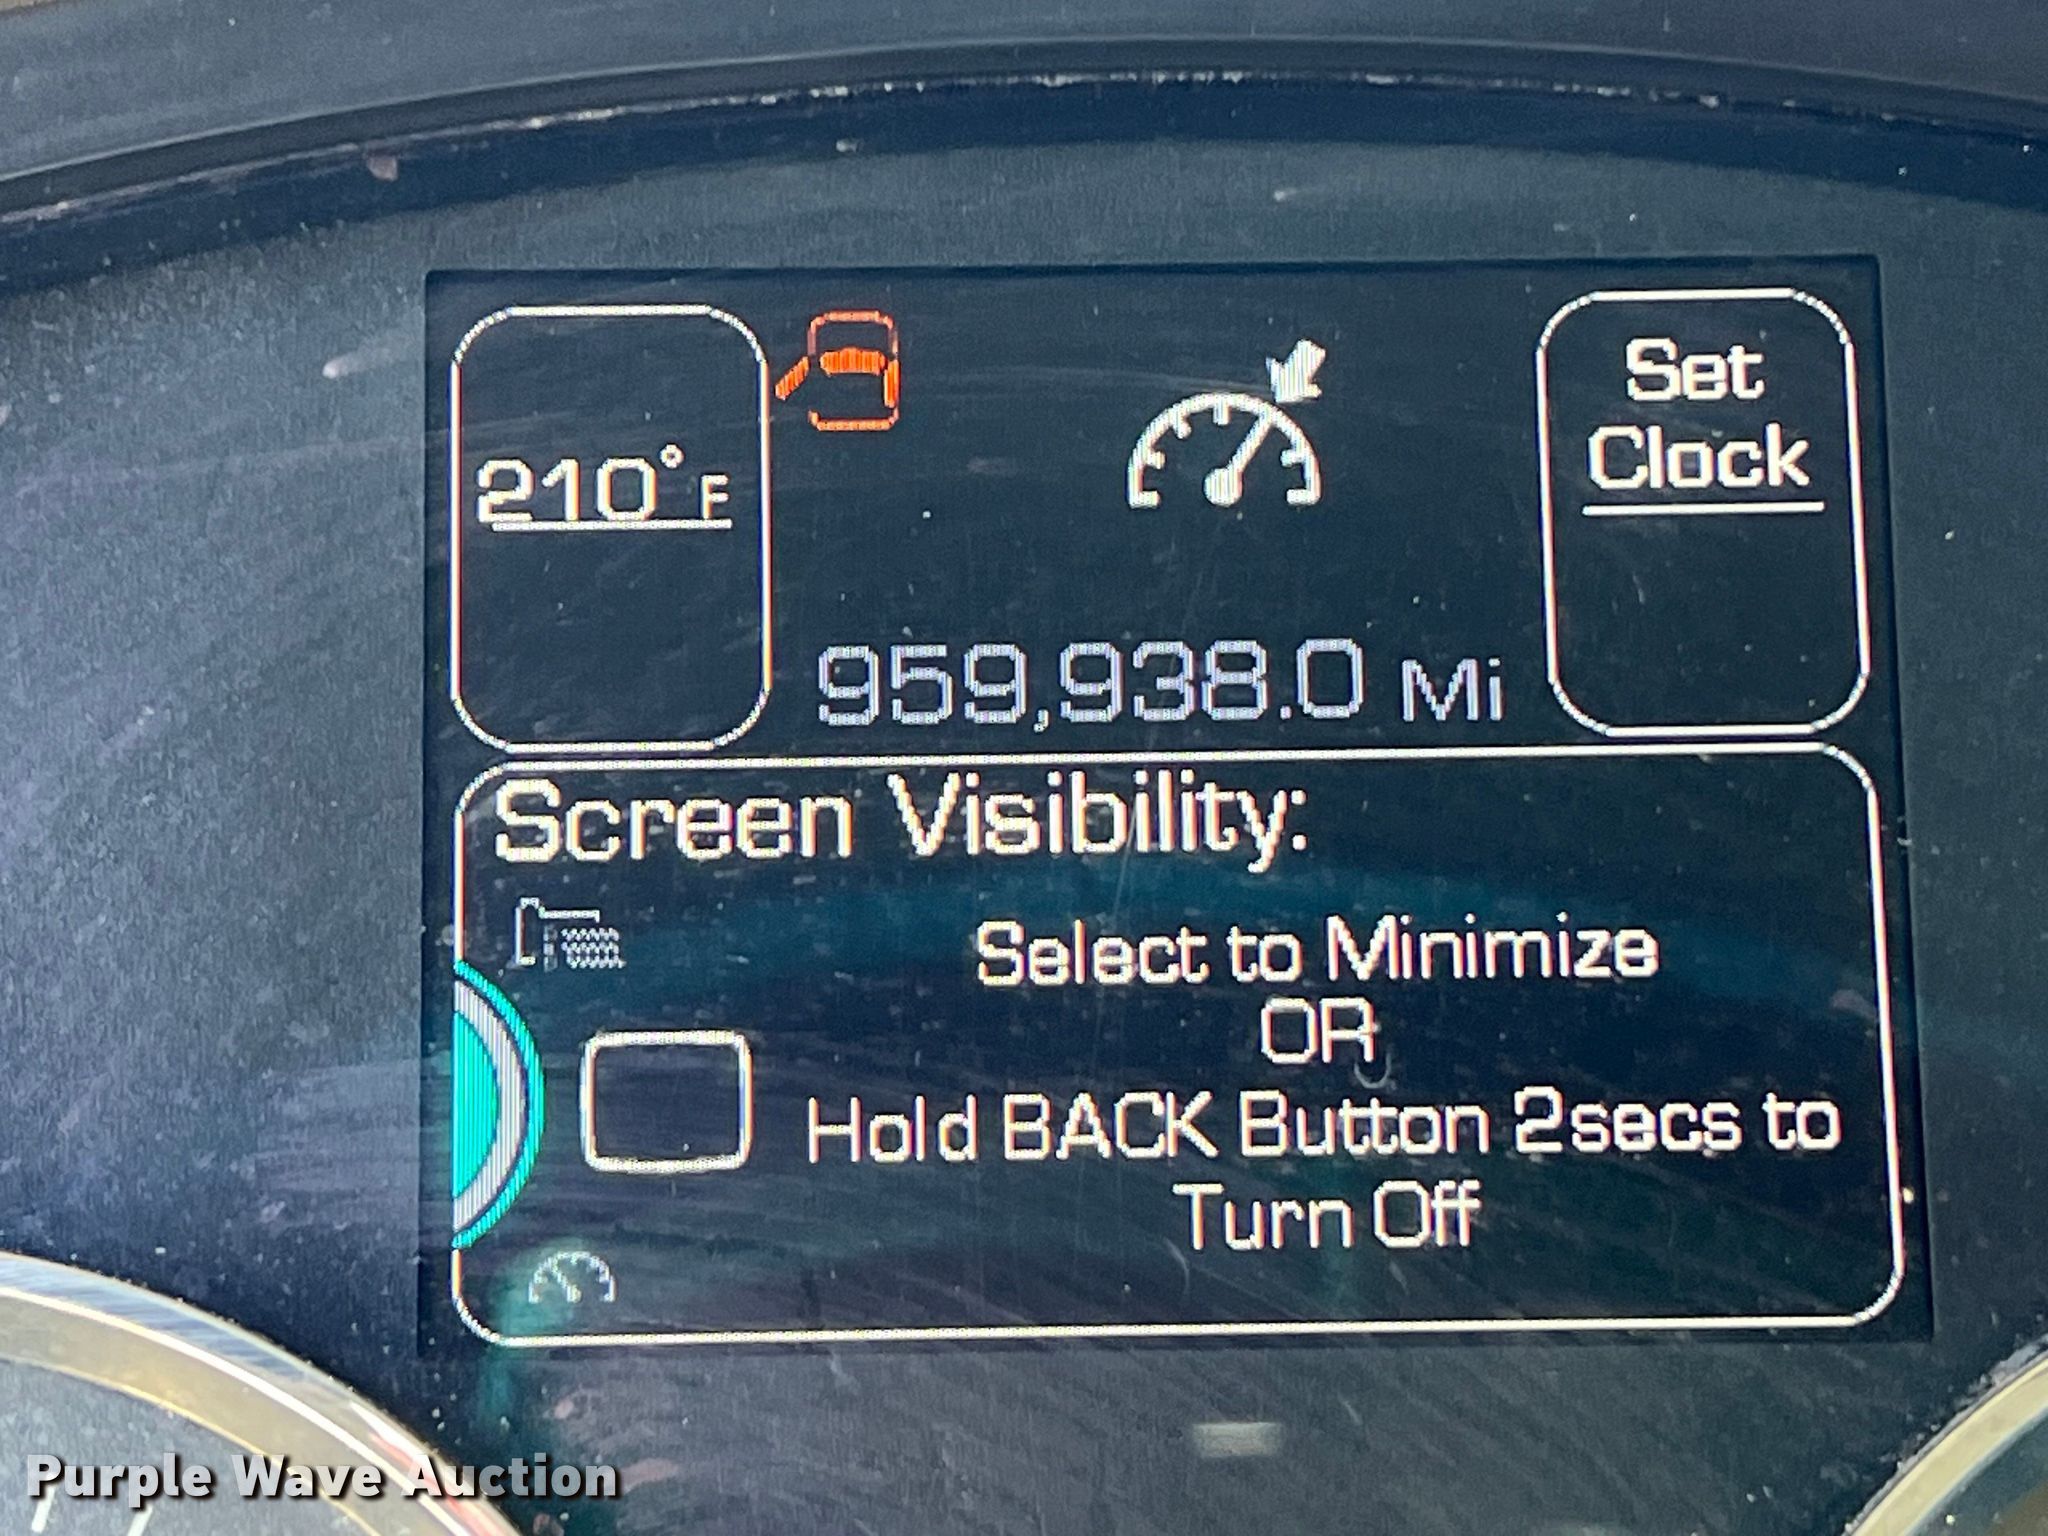 210°F
Set
Clock
959,938.0 Mi
Screen Visibility:
Select to Minimize
OR
Hold BACK Button 2secs to
Turn Off
Purple Wave Auction